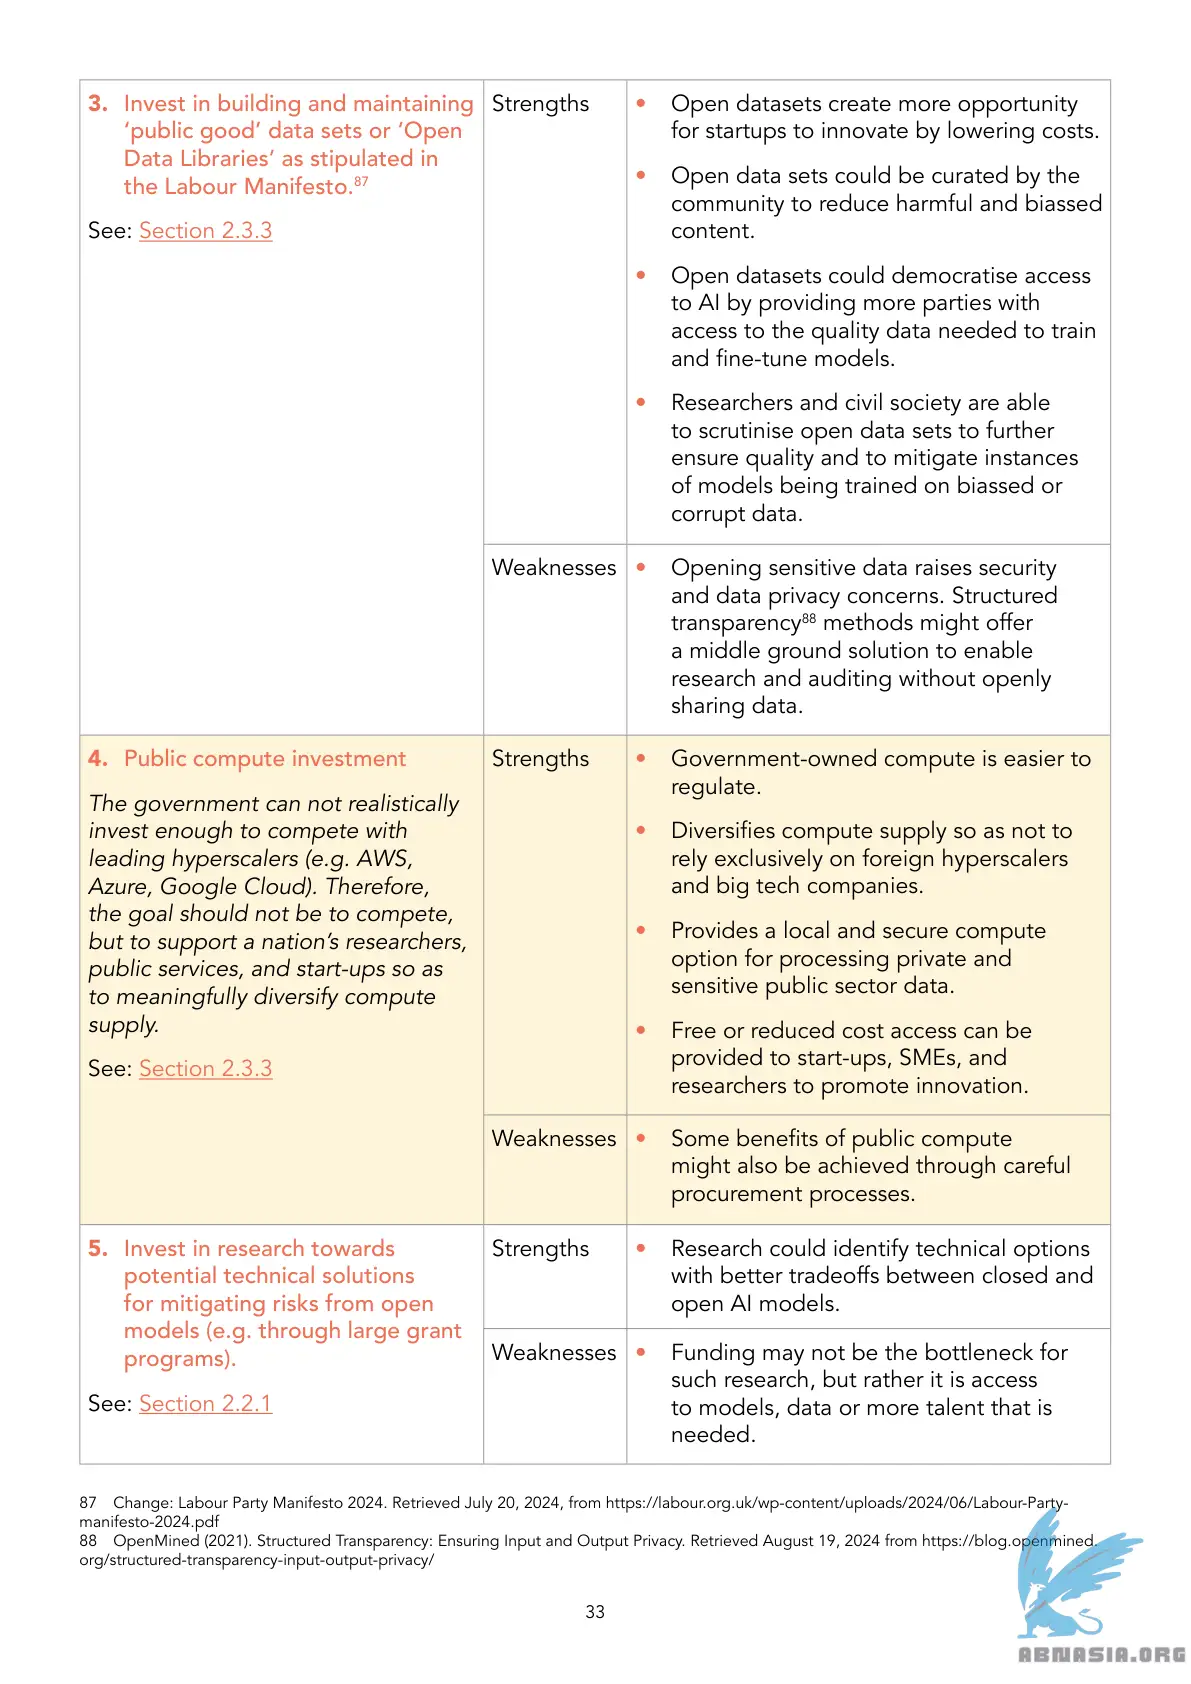 3. Invest in building and maintaining
‘public good’ data sets or ‘Open
Data Libraries’ as stipulated in
the Labour Manifesto.87
See: Section 2.3.3
Strengths
• Open datasets create more opportunity
for startups to innovate by lowering costs.
• Open data sets could be curated by the
community to reduce harmful and biassed
content.
• Open datasets could democratise access
to AI by providing more parties with
access to the quality data needed to train
and fine-tune models.
• Researchers and civil society are able
to scrutinise open data sets to further
ensure quality and to mitigate instances
of models being trained on biassed or
corrupt data.
Weaknesses
• Opening sensitive data raises security
and data privacy concerns. Structured
transparency88 methods might offer
a middle ground solution to enable
research and auditing without openly
sharing data.
4. Public compute investment
The government can not realistically
invest enough to compete with
leading hyperscalers (e.g. AWS,
Azure, Google Cloud). Therefore,
the goal should not be to compete,
but to support a nation’s researchers,
public services, and start-ups so as
to meaningfully diversify compute
supply.
See: Section 2.3.3
Strengths
• Government-owned compute is easier to
regulate.
• Diversifies compute supply so as not to
rely exclusively on foreign hyperscalers
and big tech companies.
• Provides a local and secure compute
option for processing private and
sensitive public sector data.
• Free or reduced cost access can be
provided to start-ups, SMEs, and
researchers to promote innovation.
Weaknesses
• Some benefits of public compute
might also be achieved through careful
procurement processes.
5. Invest in research towards
potential technical solutions
for mitigating risks from open
models (e.g. through large grant
programs).
See: Section 2.2.1
Strengths
• Research could identify technical options
with better tradeoffs between closed and
open AI models.
Weaknesses
• Funding may not be the bottleneck for
such research, but rather it is access
to models, data or more talent that is
needed.
87 Change: Labour Party Manifesto 2024. Retrieved July 20, 2024, from https://labour.org.uk/wp-content/uploads/2024/06/Labour-Party-
manifesto-2024.pdf
88 OpenMined (2021). Structured Transparency: Ensuring Input and Output Privacy. Retrieved August 19, 2024 from https://blog.openmined.
org/structured-transparency-input-output-privacy/
33
ABNASIA.ORG